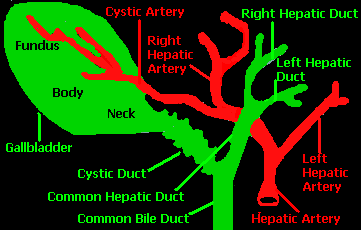 Cystic Artery
Right Hepatic Duct
Fundus
Right
Hepatic
Artery
Left Hepatic
Duct
Body
Neck
Gallbladder
Cystic Duct
Left
Hepatic
Artery
Common Hepatic Duct
Common Bile Duct
Hepatic Artery